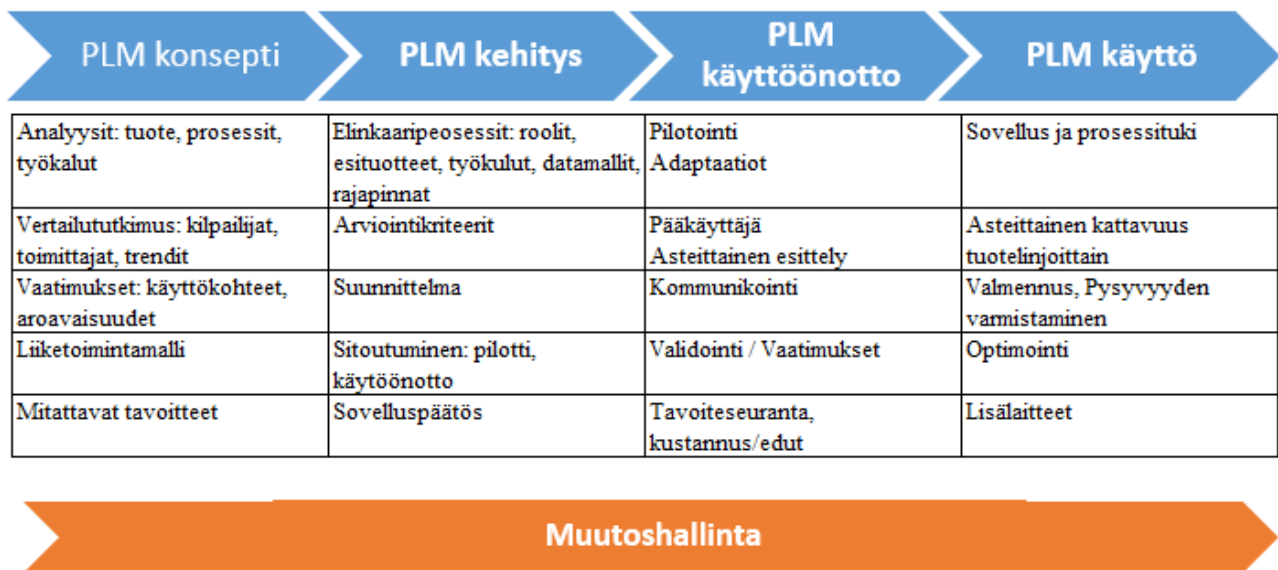 PLM konsepti
PLM kehitys
PLM
käyttöönotto
PLM käyttö
Analyysit: tuote, prosessit,
työkalut
Elinkaaripeosessit: roolit,
esituotteet, työkulut, datamallit,
rajapinnat
Pilotointi
Adaptaatiot
Sovellus ja prosessituki
Vertailututkimus: kilpailijat,
toimittajat, trendit
Arviointikriteerit
Pääkäyttäjä
Asteittainen esittely
Asteittainen kattavuus
tuotelinjoittain
Vaatimukset: käyttökohteet,
aroavaisuudet
Suunnittelma
Kommunikointi
Valmennus, Pysyvyyden
varmistaminen
Liiketoimintamalli
Sitoutuminen: pilotti,
käytöönotto
Validointi / Vaatimukset
Optimointi
Mitattavat tavoitteet
Sovelluspäätös
Tavoiteseuranta,
kustannus/edut
Lisälaitteet
Muutoshallinta